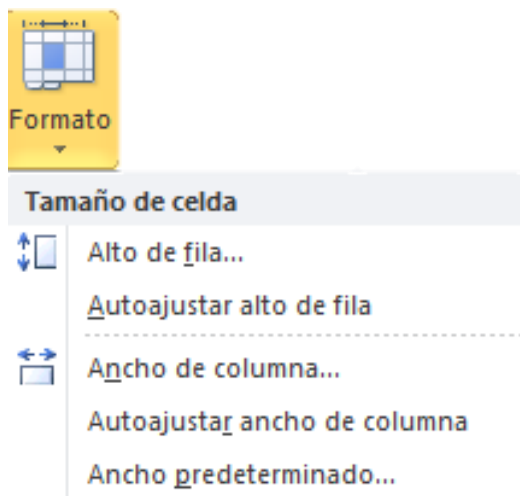 Formato
Tamaño de celda
Alto de fila...
Autoajustar alto de fila
Ancho de columna...
Autoajustar ancho de columna
Ancho predeterminado...